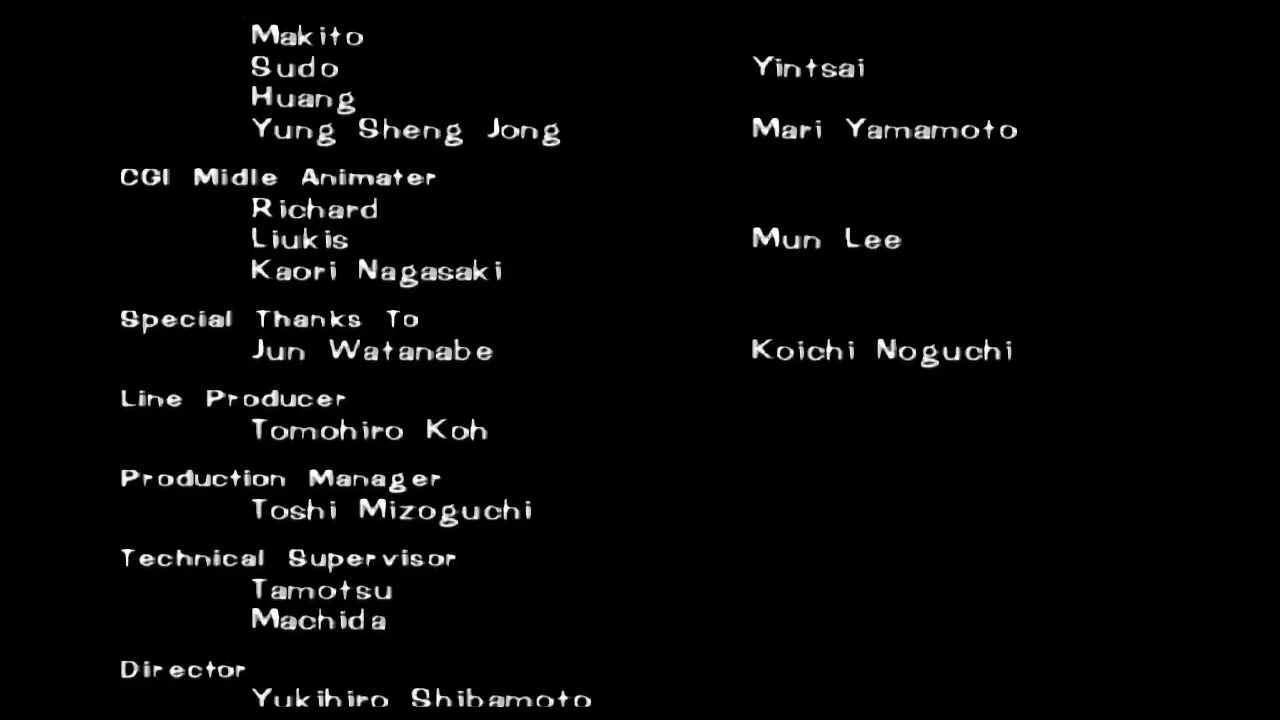 Makito
Sudo Yintsai
Huang
Yung Sheng Jong Mari Yamamoto
CGI Midle Animater
Richard
Liukis Mun Lee
Kaori Nagasaki
Special Thanks To
Jun Watanabe Koichi Noguchi
Line Producer
Tomohiro Koh
Production Manager
Toshi Mizoguchi
Technical Supervisor
Tamotsu
Machida
Director
Yukihiro Shibamoto